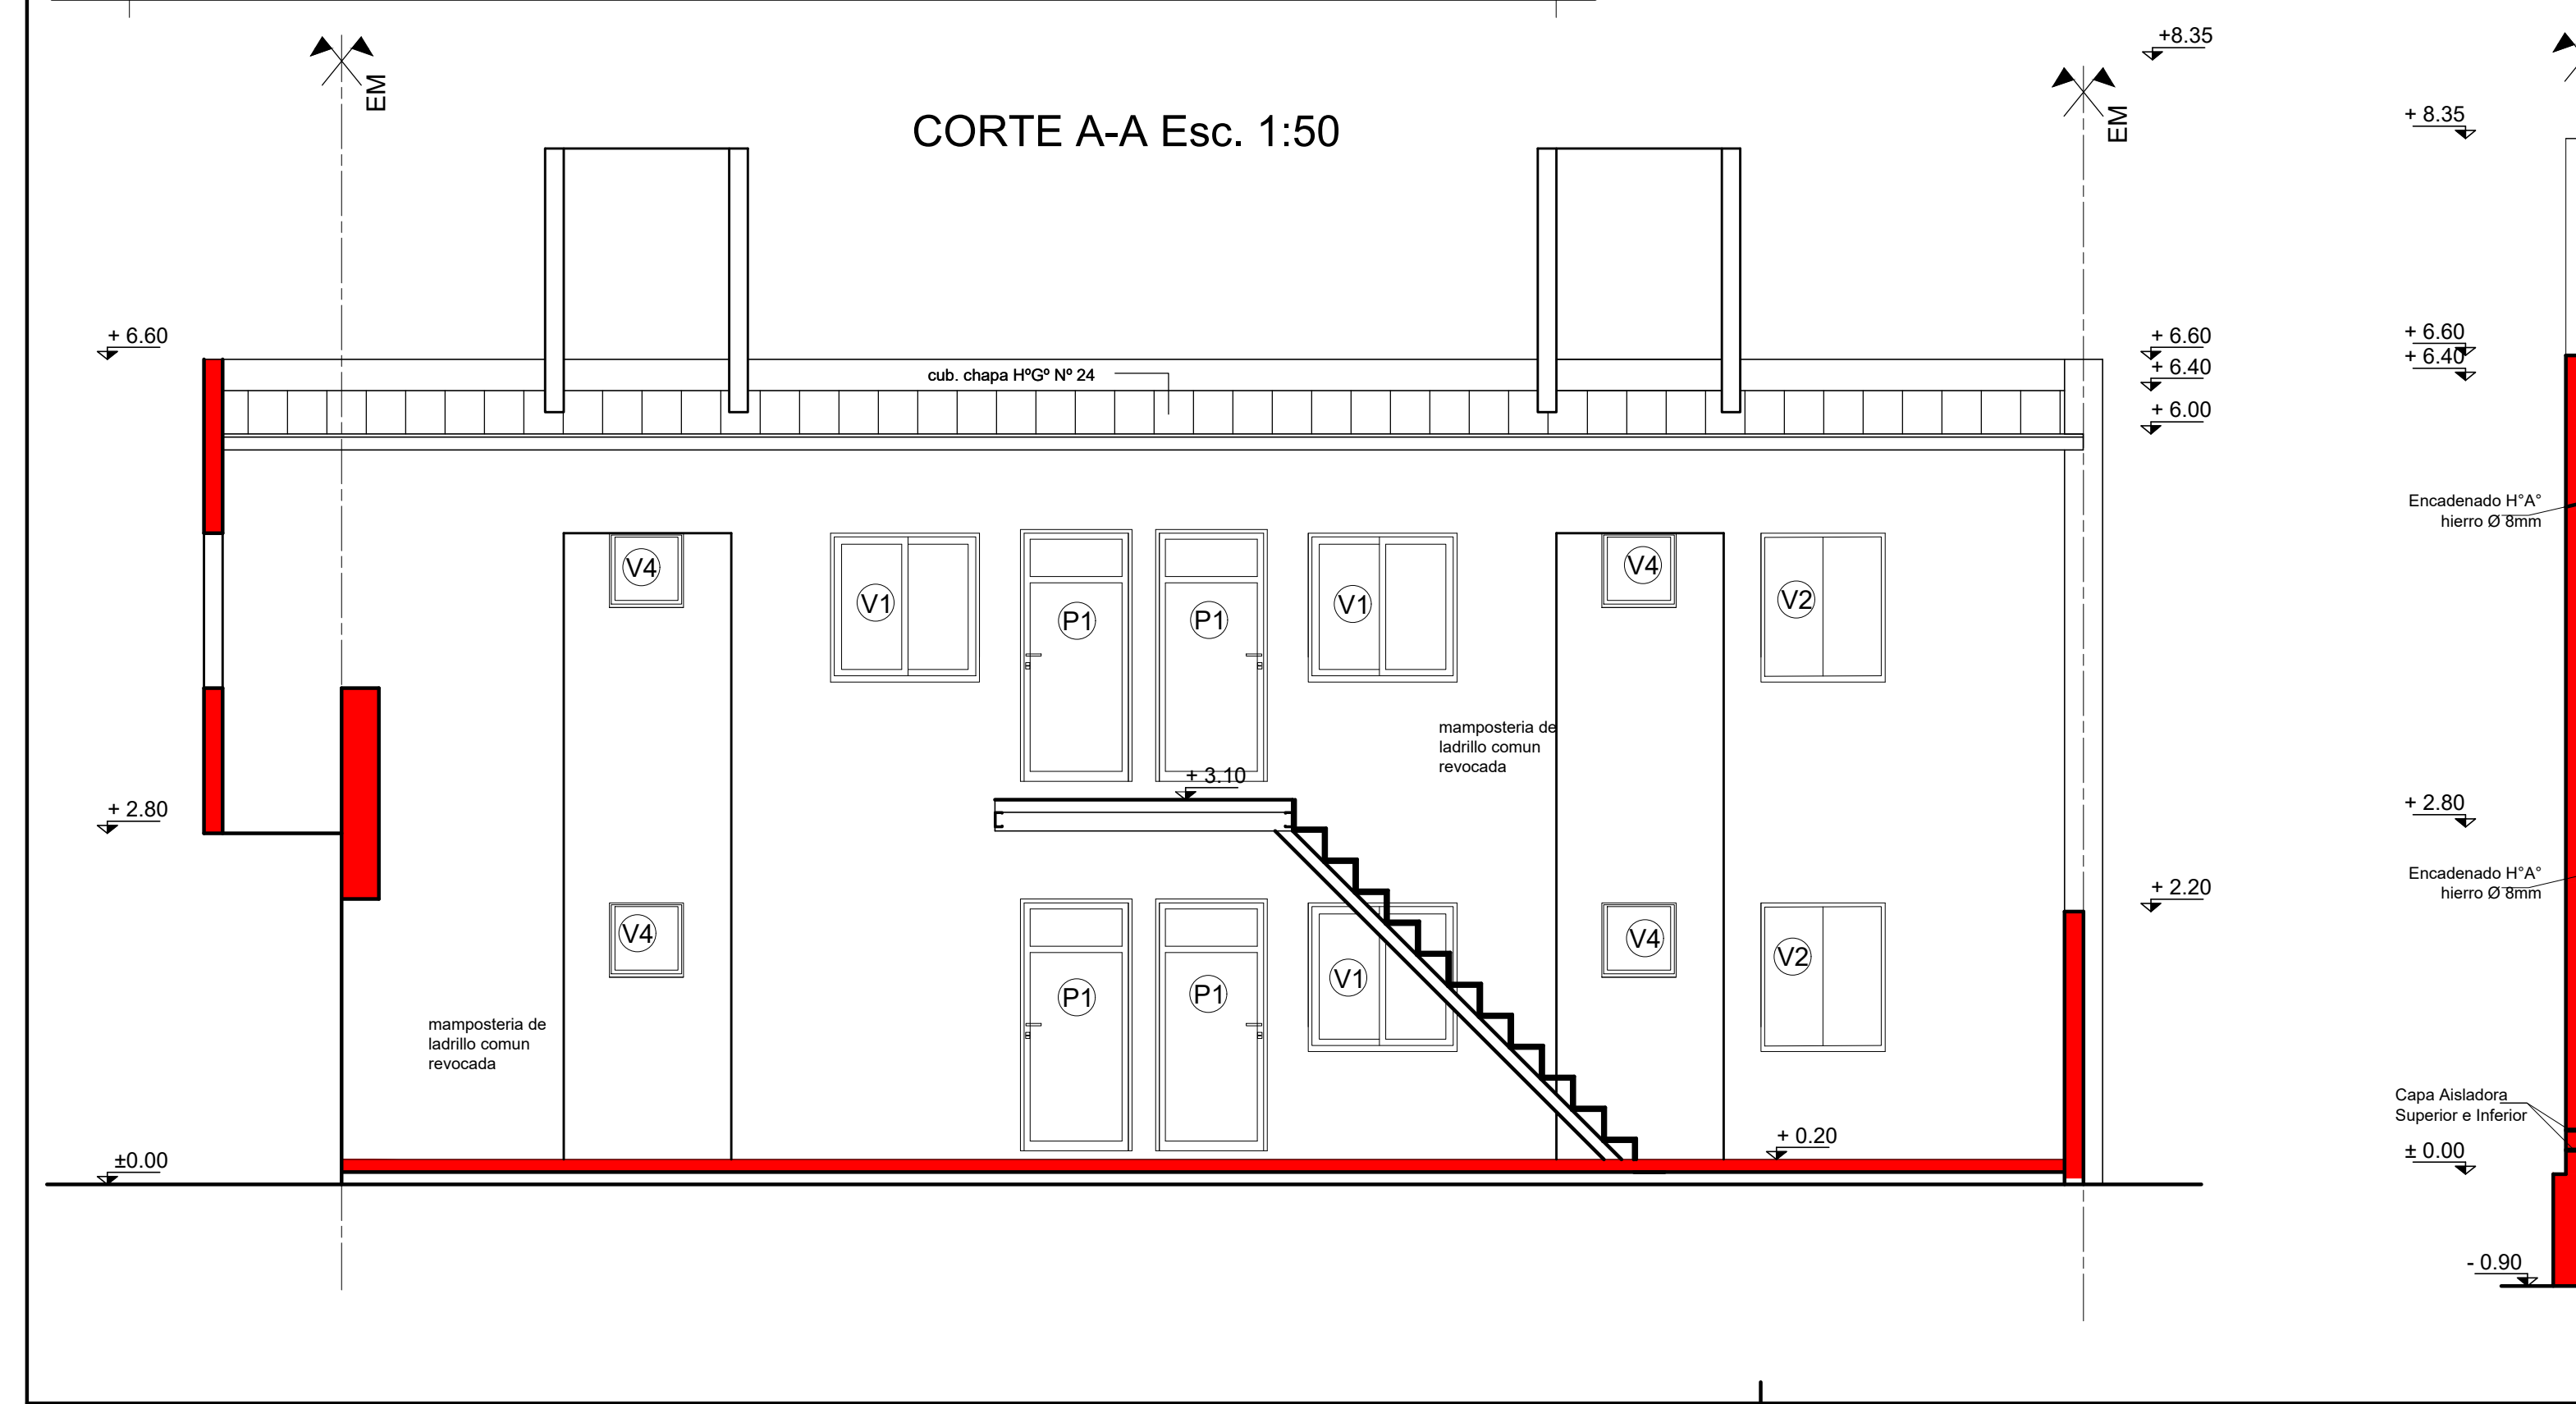 +8.35
EM
EM
+ 8.35
CORTE A-A Esc. 1:50
+ 6.60
+ 6.60
+ 6.60
+ 6.40
+ 6.40
cub. chapa HºGº Nº 24
+ 6.00
Encadenado H°A°
hierro Ø 8mm
V4
V1
P1
P1
V1
V4
V2
mamposteria de
ladrillo comun
revocada
+ 3.10
+ 2.80
+ 2.80
Encadenado H°A°
hierro Ø 8mm
+ 2.20
V4
P1
P1
V1
V4
V2
mamposteria de
ladrillo comun
revocada
Capa Aisladora
Superior e Inferior
+ 0.20
±0.00
± 0.00
- 0.90